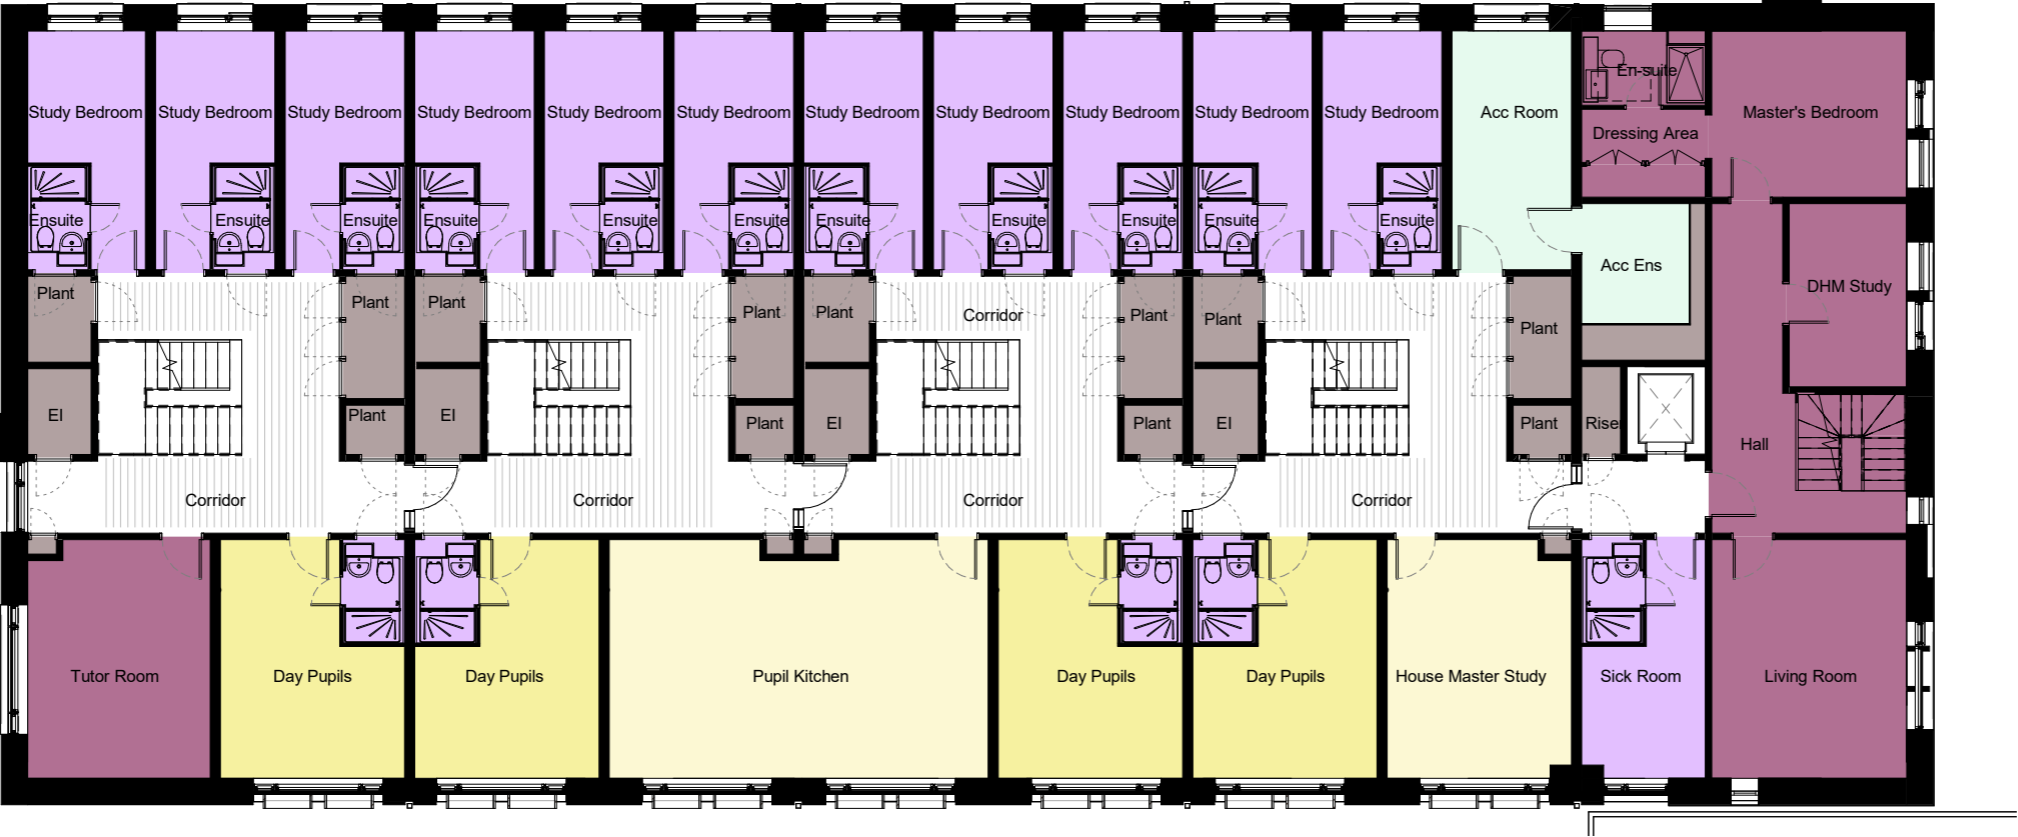 En-suite
Study Bedroom
Study Bedroom
Study Bedroom
Study Bedroom
Study Bedroom
Study Bedroom
Study Bedroom
Study Bedroom
Study Bedroom
Study Bedroom
Study Bedroom
Acc Room
Master's Bedroom
Dressing Area
Ensuite
Ensuite
Ensuite
Ensuite
Ensuite
Ensuite
Ensuite
Ensuite
Ensuite
Ensuite
Ensuite
Acc Ens
DHM Study
Plant
Plant
Plant
Plant
Plant
Corridor
Plant
Plant
Plant
EI
Plant
EI
Plant
EI
Plant
EI
Plant
Rise
Hall
Corridor
Corridor
Corridor
Corridor
Tutor Room
Day Pupils
Day Pupils
Pupil Kitchen
Day Pupils
Day Pupils
House Master Study
Sick Room
Living Room